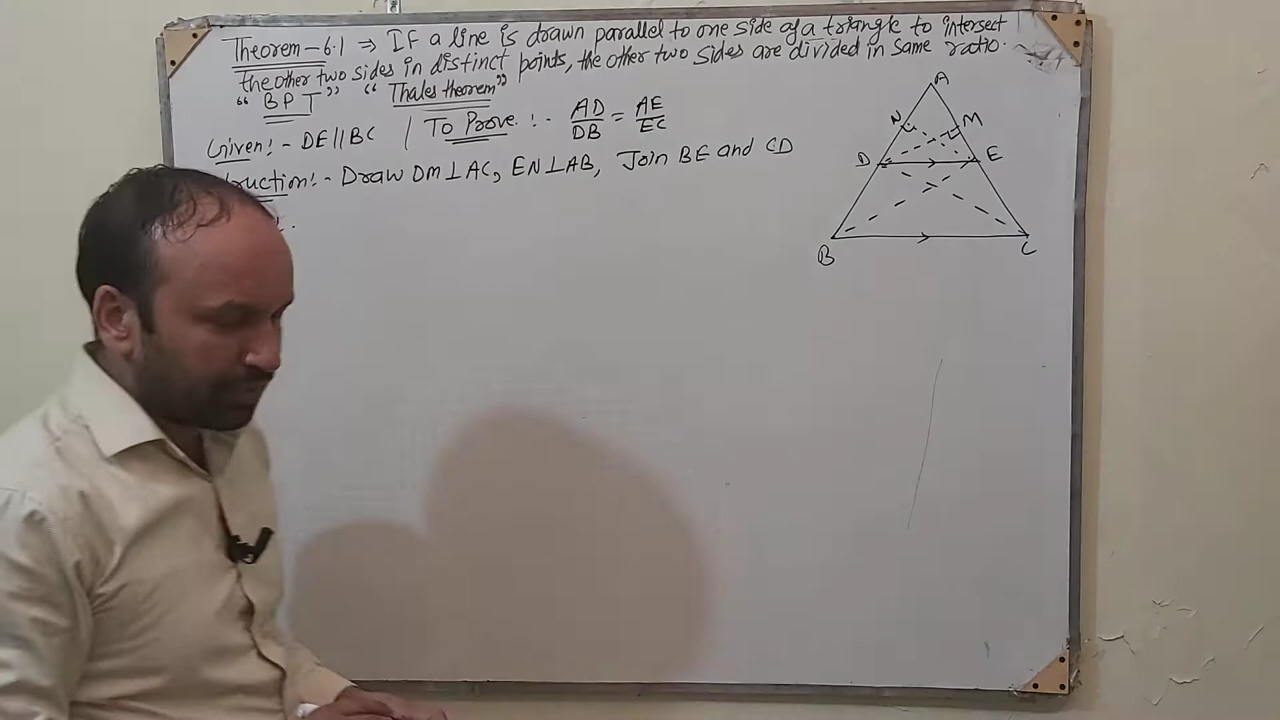 Theorem-6.1 ⇒ If a line is drawn parallel to one side of a triangle to intersect
the other two sides in distinct points, the other two sides are divided in same ratio.
"BPT" "Thales theorem"
Given:- DE//BC | To Prove:- AD/DB = AE/EC
ruction:- Draw DM⊥AC, EN⊥AB, Join BE and CD
A
N M
D E
B C